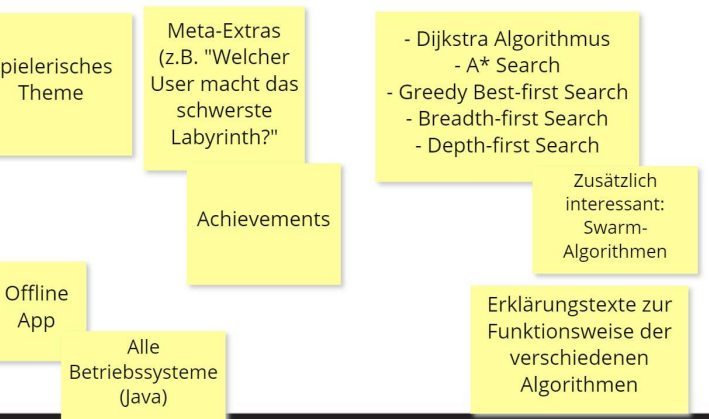 pielerisches
Theme
Meta-Extras
(z.B. "Welcher
User macht das
schwerste
Labyrinth?"
- Dijkstra Algorithmus
- A* Search
- Greedy Best-first Search
- Breadth-first Search
- Depth-first Search
Achievements
Zusätzlich
interessant:
Swarm-
Algorithmen
Offline
App
Alle
Betriebssysteme
(Java)
Erklärungstexte zur
Funktionsweise der
verschiedenen
Algorithmen